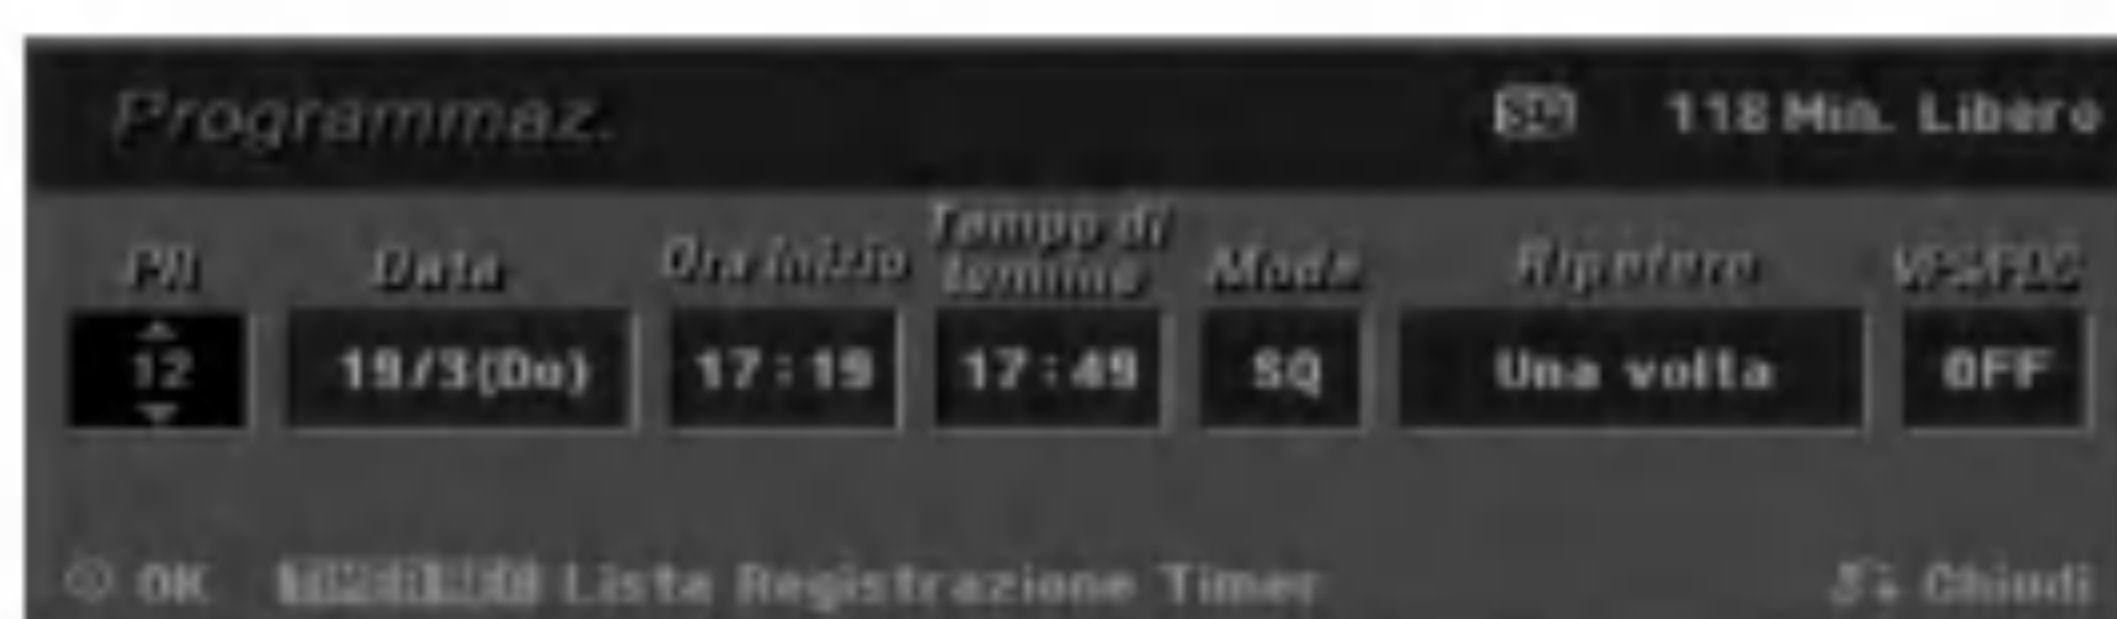 Programmaz. 118 Min. Libero
PR Data Ora inizio Tempo di termine Mode Ripetere VPS/PDC
12 19/3(Do) 17:19 17:49 SQ Una volta OFF
OK Lista Registrazione Timer Chiudi